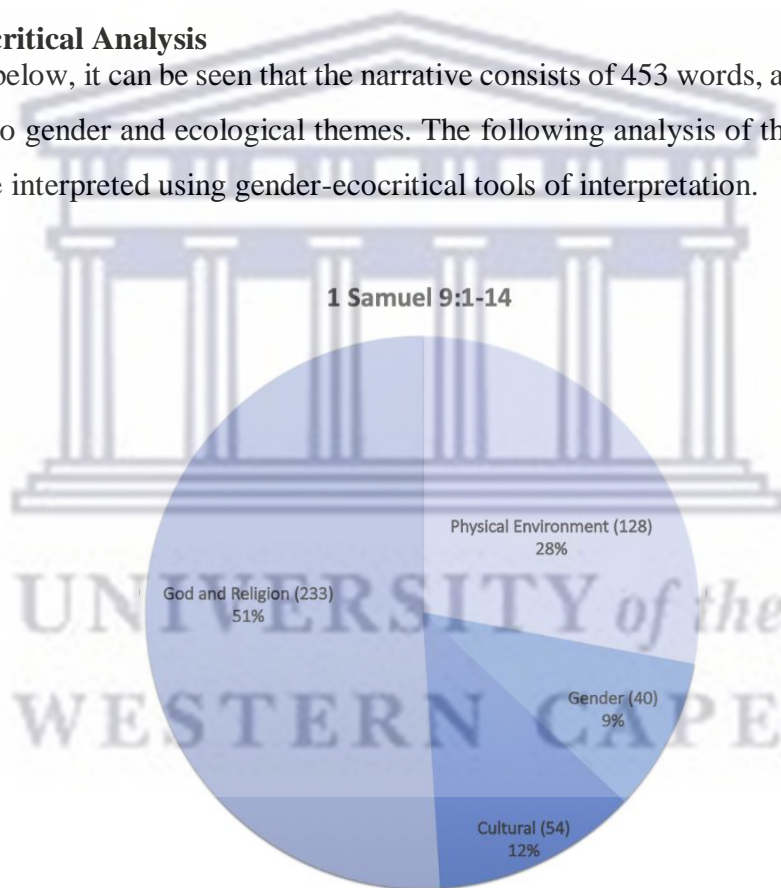 critical Analysis
below, it can be seen that the narrative consists of 453 words, a
o gender and ecological themes. The following analysis of th
e interpreted using gender-ecocritical tools of interpretation.
1 Samuel 9:1-14
Physical Environment (128)
28%
God and Religion (233)
51%
UNIVERSITY of the
Gender (40)
9%
WESTERN CAPE
Cultural (54)
12%